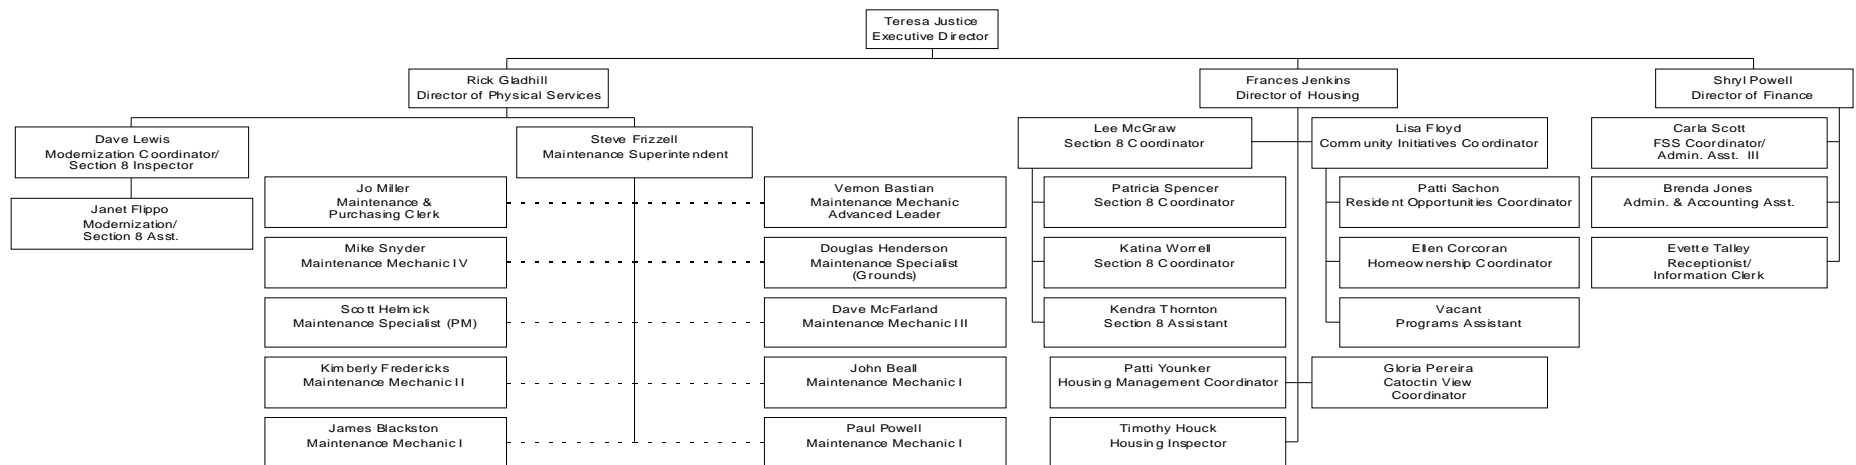 Teresa Justice
Executive Director
Rick Gladhill
Director of Physical Services
Frances Jenkins
Director of Housing
Shryl Powell
Director of Finance
Dave Lewis
Modernization Coordinator/
Section 8 Inspector
Steve Frizzell
Maintenance Superintendent
Lee McGraw
Section 8 Coordinator
Lisa Floyd
Community Initiatives Coordinator
Carla Scott
FSS Coordinator/
Admin. Asst. III
Janet Flippo
Modernization/
Section 8 Asst.
Jo Miller
Maintenance &
Purchasing Clerk
Vernon Bastian
Maintenance Mechanic
Advanced Leader
Patricia Spencer
Section 8 Coordinator
Patti Sachon
Resident Opportunities Coordinator
Brenda Jones
Admin. & Accounting Asst.
Mike Snyder
Maintenance Mechanic IV
Douglas Henderson
Maintenance Specialist
(Grounds)
Katina Worrell
Section 8 Coordinator
Ellen Corcoran
Homeownership Coordinator
Evette Talley
Receptionist/
Information Clerk
Scott Helmick
Maintenance Specialist (PM)
Dave McFarland
Maintenance Mechanic III
Kendra Thornton
Section 8 Assistant
Vacant
Programs Assistant
Kimberly Fredericks
Maintenance Mechanic II
John Beall
Maintenance Mechanic I
Patti Younker
Housing Management Coordinator
Gloria Pereira
Catoctin View
Coordinator
James Blackston
Maintenance Mechanic I
Paul Powell
Maintenance Mechanic I
Timothy Houck
Housing Inspector